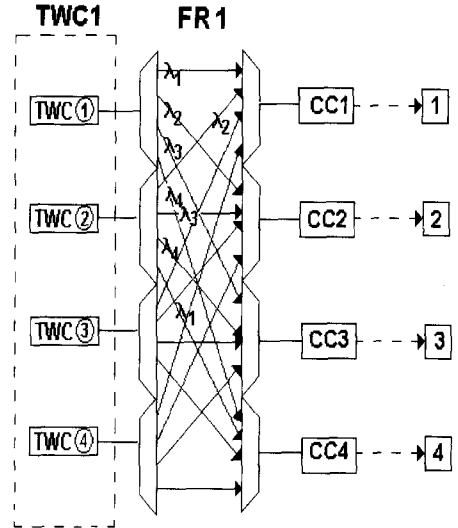 TWC1 FR1
λ1
TWC① CC1 1
λ2
λ2
λ3
λ4
TWC② λ3 CC2 2
λ4
λ1
TWC③ CC3 3
TWC④ CC4 4